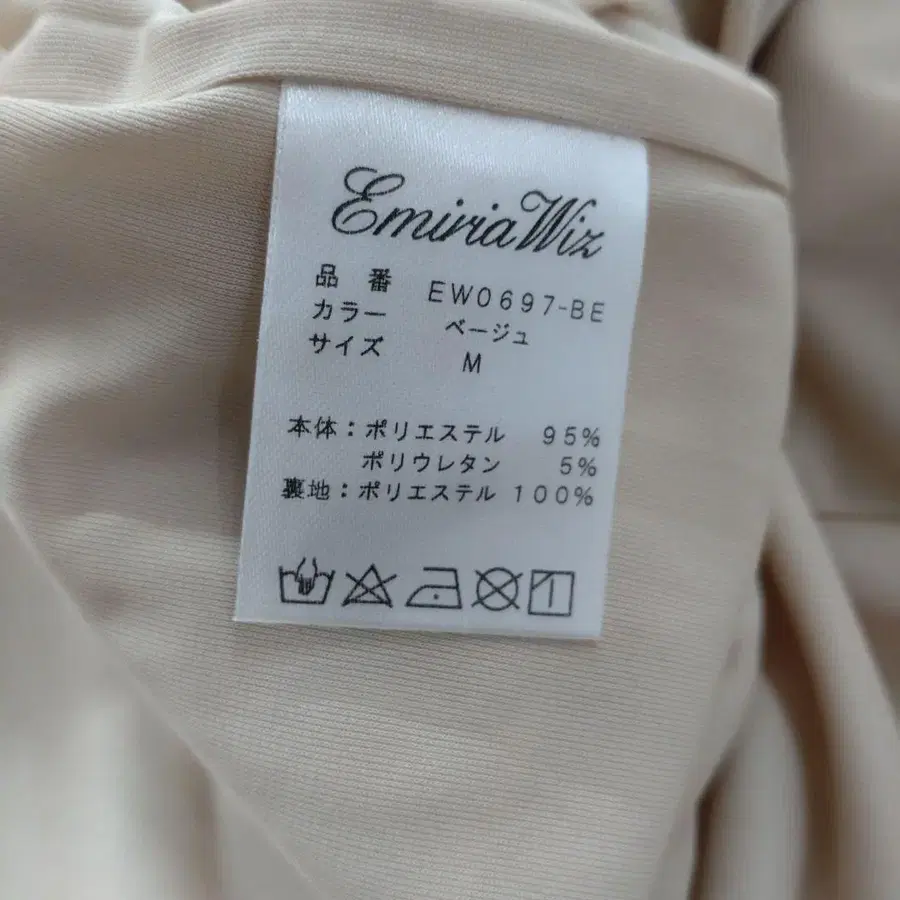 EmiriaWiz
品番 EW0697-BE
カラー ベージュ
サイズ M
本体:ポリエステル 95%
ポリウレタン 5%
裏地:ポリエステル 100%